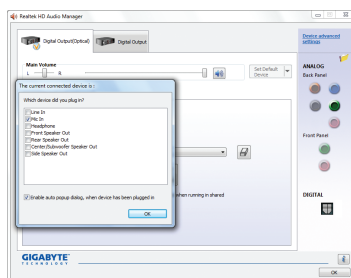 Realtek HD Audio Manager
Digital Output(Optical)
Digital Output
Device advanced
settings
Main Volume
L
R
Set Default
Device
ANALOG
Back Panel
The current connected device is :
Which device did you plug in?
Line In
Mic In
Headphone
Front Speaker Out
Rear Speaker Out
Center/Subwoofer Speaker Out
Side Speaker Out
Front Panel
Enable auto popup dialog, when device has been plugged in
when running in shared
DIGITAL
OK
GIGABYTE
TECHNOLOGY
OK